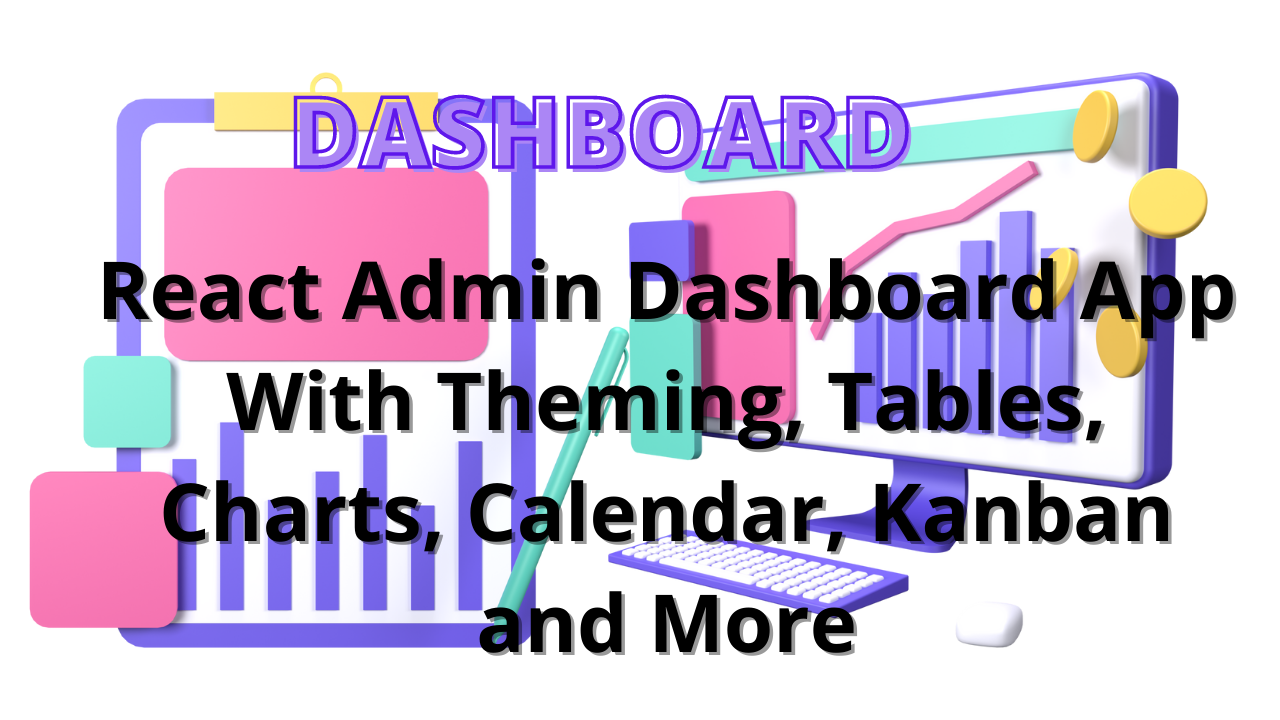 DASHBOARD
React Admin Dashboard App
With Theming, Tables,
Charts, Calendar, Kanban
and More